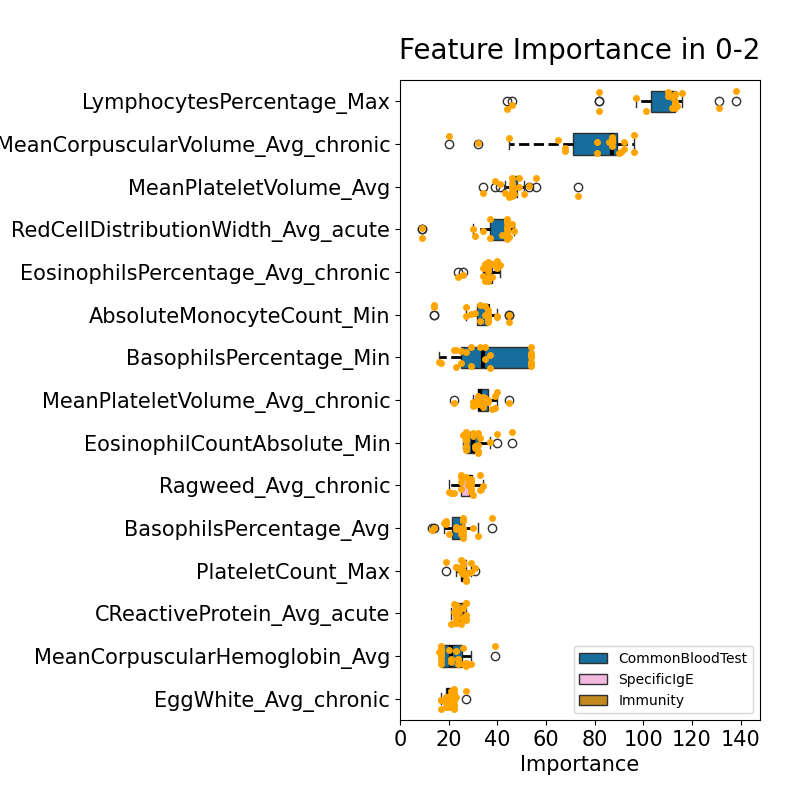 Feature Importance in 0-2
LymphocytesPercentage_Max
MeanCorpuscularVolume_Avg_chronic
MeanPlateletVolume_Avg
RedCellDistributionWidth_Avg_acute
EosinophilsPercentage_Avg_chronic
AbsoluteMonocyteCount_Min
BasophilsPercentage_Min
MeanPlateletVolume_Avg_chronic
EosinophilCountAbsolute_Min
Ragweed_Avg_chronic
BasophilsPercentage_Avg
PlateletCount_Max
CReactiveProtein_Avg_acute
MeanCorpuscularHemoglobin_Avg
EggWhite_Avg_chronic
CommonBloodTest
SpecificIgE
Immunity
0 20 40 60 80 100 120 140
Importance